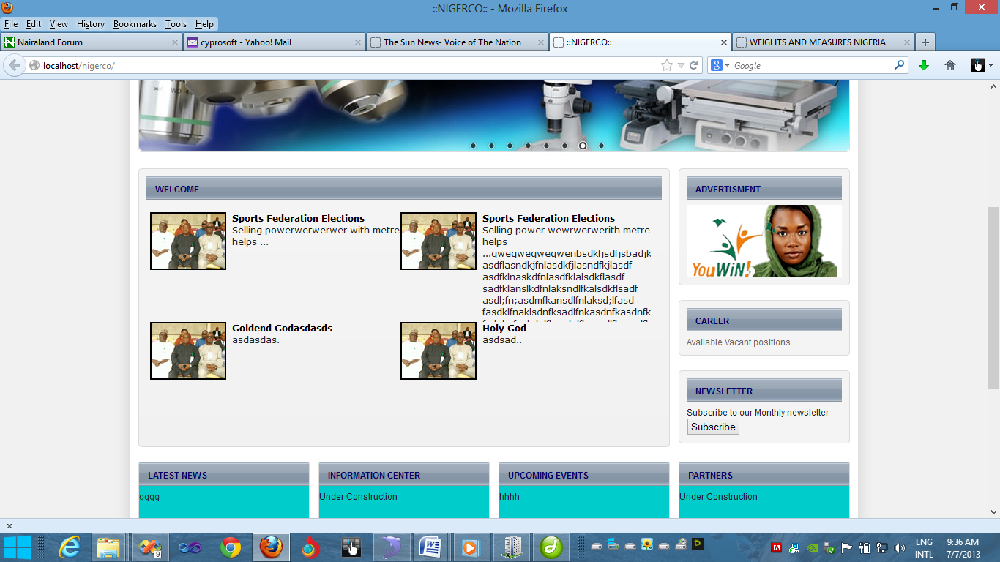 ::NIGERCO:: - Mozilla Firefox
File Edit View History Bookmarks Tools Help
Nairaland Forum
cyprosoft - Yahoo! Mail
The Sun News- Voice of The Nation
::NIGERCO::
WEIGHTS AND MEASURES NIGERIA
localhost/nigerco/
Google
WELCOME
Sports Federation Elections
Selling powerwerwerwer with metre
helps ...
Sports Federation Elections
Selling power wewrwerwerith metre
helps
...qweqweqweqwenbsdkfjsdfjsbadjk
asdflasndkjfnlasdkfjlasndfkjlasdf
asdfklnaskdfnlasdfklalsdkflasdf
sadfklanslkdfnlaksndlfkalsdkflsadf
asdl;fn;asdmfkansdlfnlaksd;lfasd
fasdklfnaklsdnfksadlfnkasdnfkasdnfk
Goldend Godasdasds
asdasdas.
Holy God
asdsad..
ADVERTISMENT
YouWiN!
CAREER
Available Vacant positions
NEWSLETTER
Subscribe to our Monthly newsletter
Subscribe
LATEST NEWS
gggg
INFORMATION CENTER
Under Construction
UPCOMING EVENTS
hhhh
PARTNERS
Under Construction
ENG
INTL
9:36 AM
7/7/2013